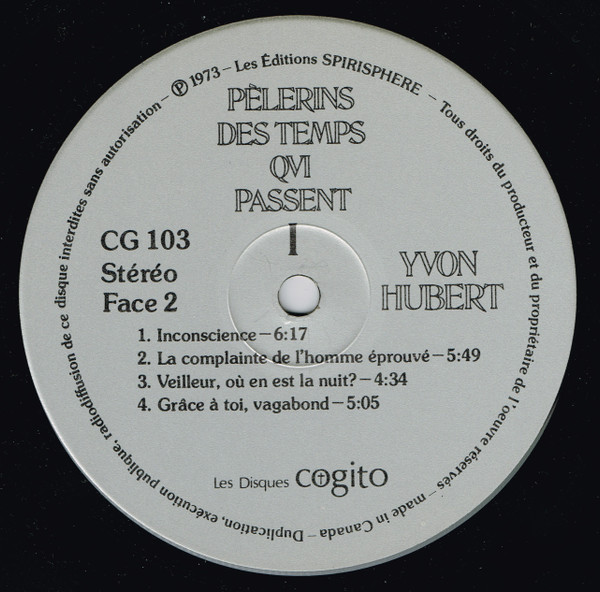 ℗ 1973 – Les Éditions SPIRISPHERE – Tous droits du producteur et du propriétaire de l'oeuvre réservés – made in Canada – Duplication, exécution publique, radiodiffusion de ce disque interdites sans autorisation –
PÈLERINS
DES TEMPS
QVI
PASSENT
I
CG 103
Stéréo
Face 2
YVON
HUBERT
1. Inconscience – 6:17
2. La complainte de l'homme éprouvé – 5:49
3. Veilleur, où en est la nuit? – 4:34
4. Grâce à toi, vagabond – 5:05
Les Disques cogito